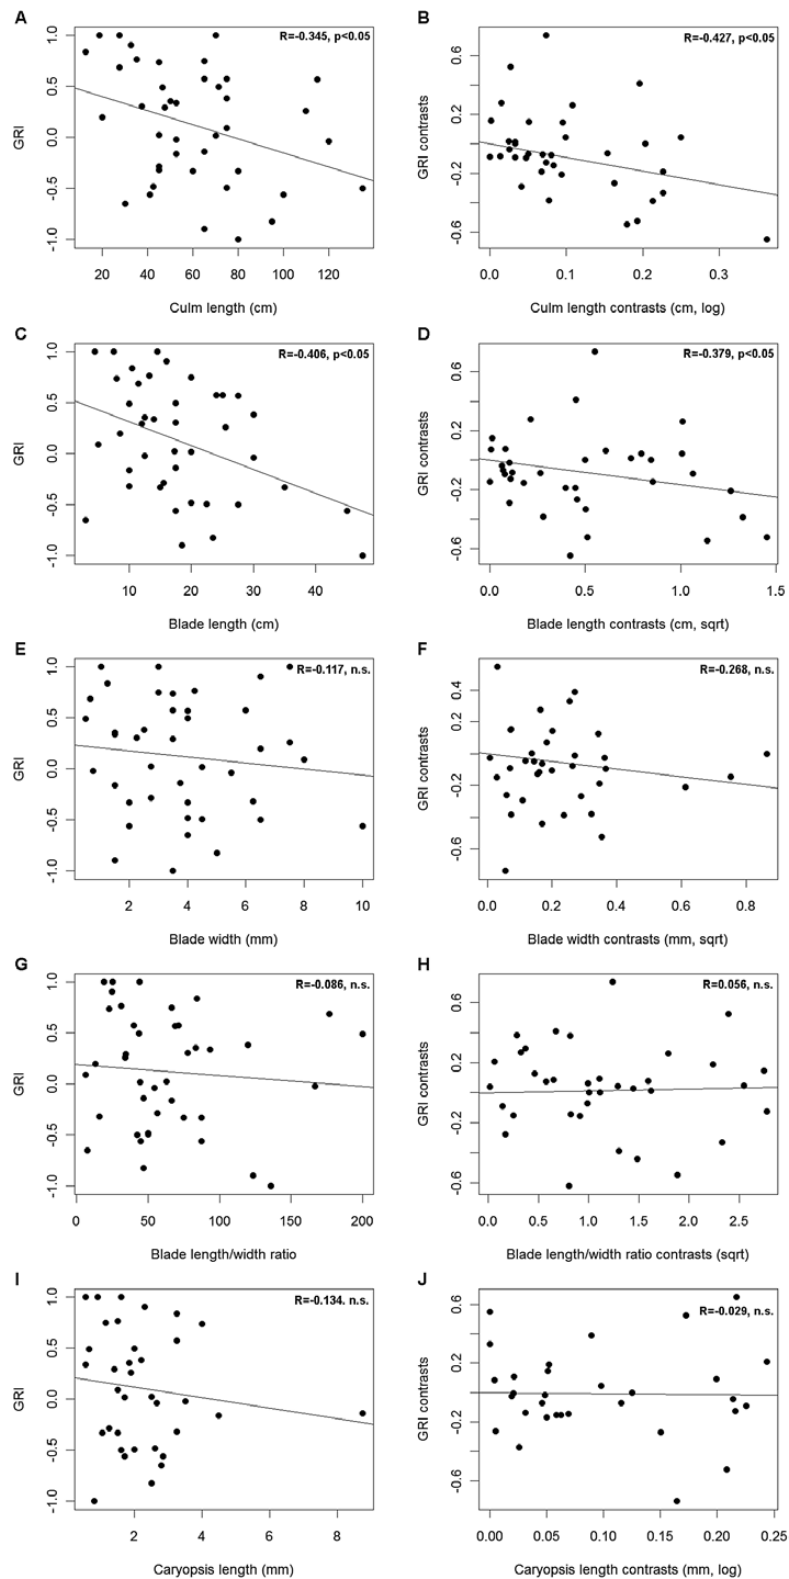 A
R=-0.345, p<0.05
1.0
0.5
0.0
-0.5
-1.0
GRI
20 40 60 80 100 120
Culm length (cm)
B
R=-0.427, p<0.05
0.6
0.2
-0.2
-0.6
GRI contrasts
0.0 0.1 0.2 0.3
Culm length contrasts (cm, log)
C
R=-0.406, p<0.05
1.0
0.5
0.0
-0.5
-1.0
GRI
10 20 30 40
Blade length (cm)
D
R=-0.379, p<0.05
0.6
0.2
-0.2
-0.6
GRI contrasts
0.0 0.5 1.0 1.5
Blade length contrasts (cm, sqrt)
E
R=-0.117, n.s.
1.0
0.5
0.0
-0.5
-1.0
GRI
2 4 6 8 10
Blade width (mm)
F
R=-0.268, n.s.
0.4
0.2
-0.2
-0.6
GRI contrasts
0.0 0.2 0.4 0.6 0.8
Blade width contrasts (mm, sqrt)
G
R=-0.086, n.s.
1.0
0.5
0.0
-0.5
-1.0
GRI
0 50 100 150 200
Blade length/width ratio
H
R=0.056, n.s.
0.6
0.2
-0.2
-0.6
GRI contrasts
0.0 0.5 1.0 1.5 2.0 2.5
Blade length/width ratio contrasts (sqrt)
I
R=-0.134. n.s.
1.0
0.5
0.0
-0.5
-1.0
GRI
2 4 6 8
Caryopsis length (mm)
J
R=-0.029, n.s.
0.6
0.2
-0.2
-0.6
GRI contrasts
0.00 0.05 0.10 0.15 0.20 0.25
Caryopsis length contrasts (mm, log)